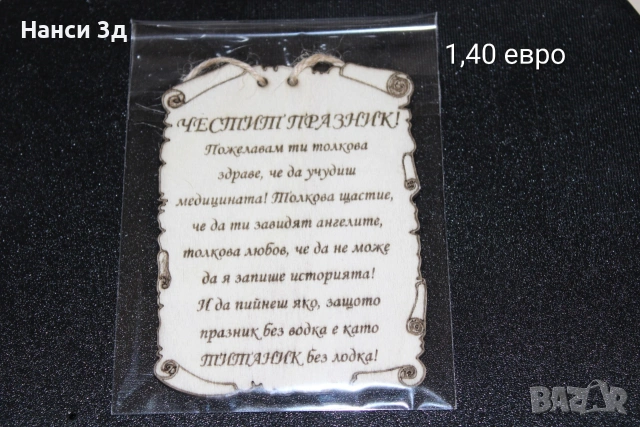 Нанси 3д
1,40 евро
ЧЕСТИТ ПРАЗНИК!
Пожелавам ти толкова
здраве, че да учудиш
медицината! Толкова щастие,
че да ти завидят ангелите,
толкова любов, че да не може
да я запише историята!
И да пийнеш яко, защото
празник без водка е като
ТИТАНИК без лодка!
BAZAR